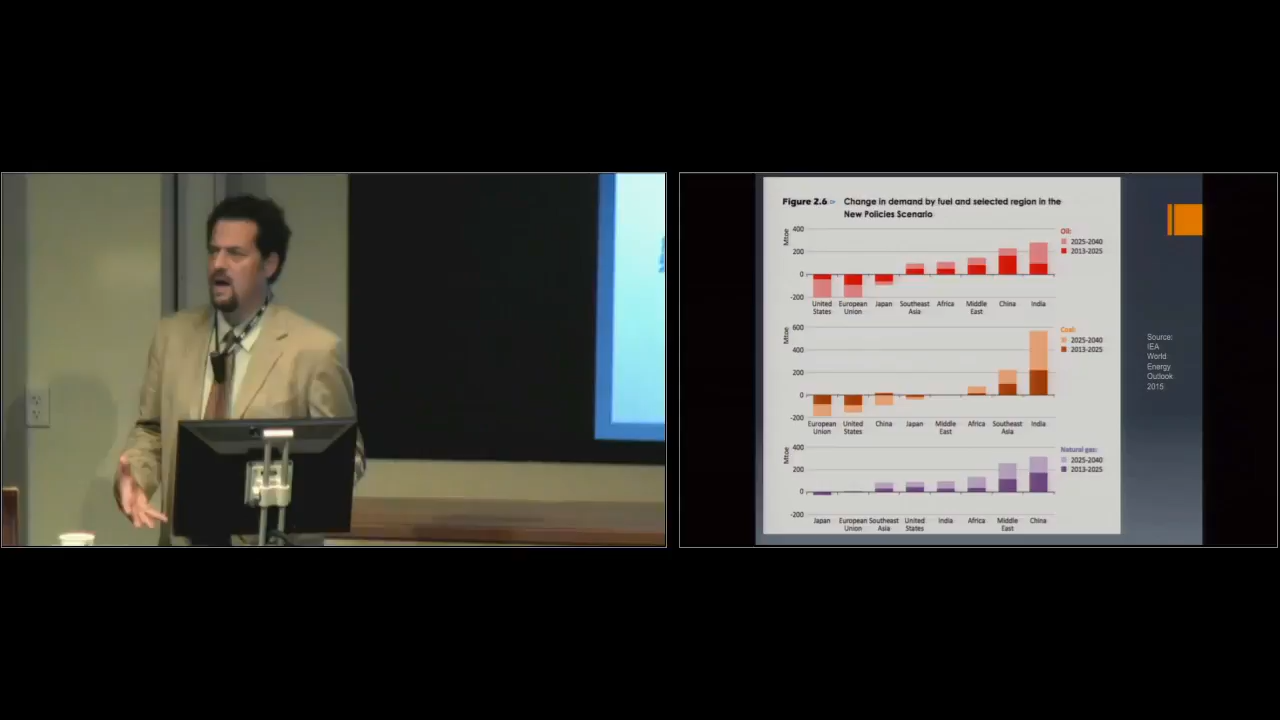 Figure 2.6 ▻ Change in demand by fuel and selected region in the
New Policies Scenario
Mtoe
400
200
0
-200
Oil:
2025-2040
2013-2025
United States
European Union
Japan
Southeast Asia
Africa
Middle East
China
India
Mtoe
600
400
200
0
-200
Coal:
2025-2040
2013-2025
European Union
United States
China
Japan
Middle East
Africa
Southeast Asia
India
Mtoe
400
200
0
-200
Natural gas:
2025-2040
2013-2025
Japan
European Union
Southeast Asia
United States
India
Africa
Middle East
China
Source:
IEA
World
Energy
Outlook
2015